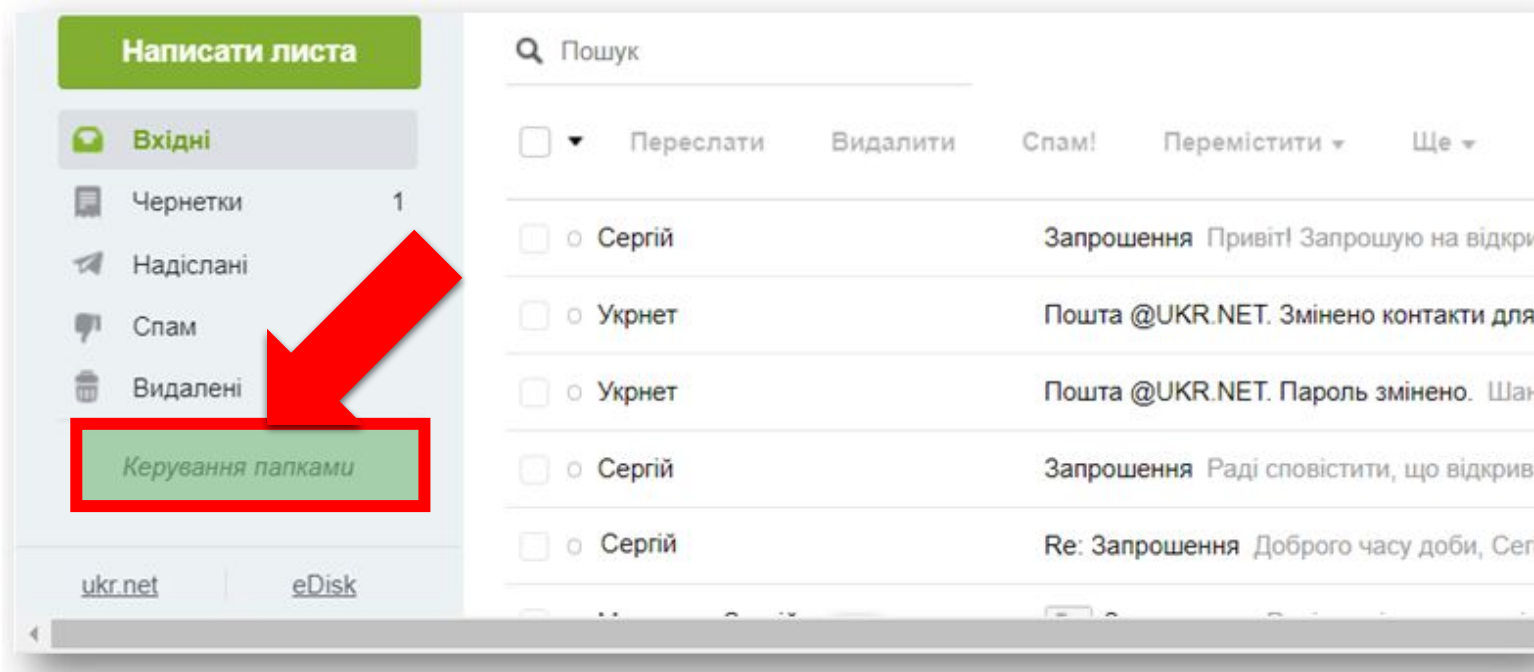 Написати листа
Вхідні
Чернетки 1
Надіслані
Спам
Видалені
Керування папками
ukr.net eDisk
Пошук
Переслати Видалити Спам! Перемістити Ще
Сергій Запрошення Привіт! Запрошую на відкри
Укрнет Пошта @UKR.NET. Змінено контакти для
Укрнет Пошта @UKR.NET. Пароль змінено. Шан
Сергій Запрошення Раді сповістити, що відкрив
Сергій Re: Запрошення Доброго часу доби, Сер